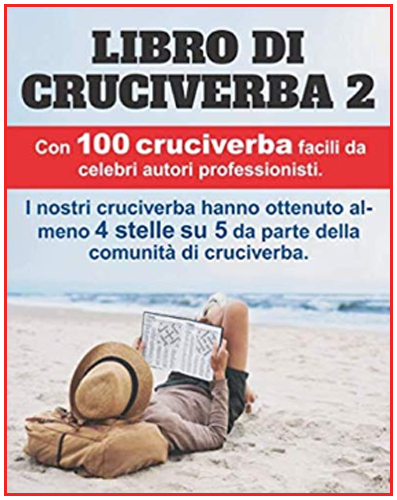 LIBRO DI
CRUCIVERBA 2
Con 100 cruciverba facili da
celebri autori professionisti.
I nostri cruciverba hanno ottenuto al-
meno 4 stelle su 5 da parte della
comunità di cruciverba.